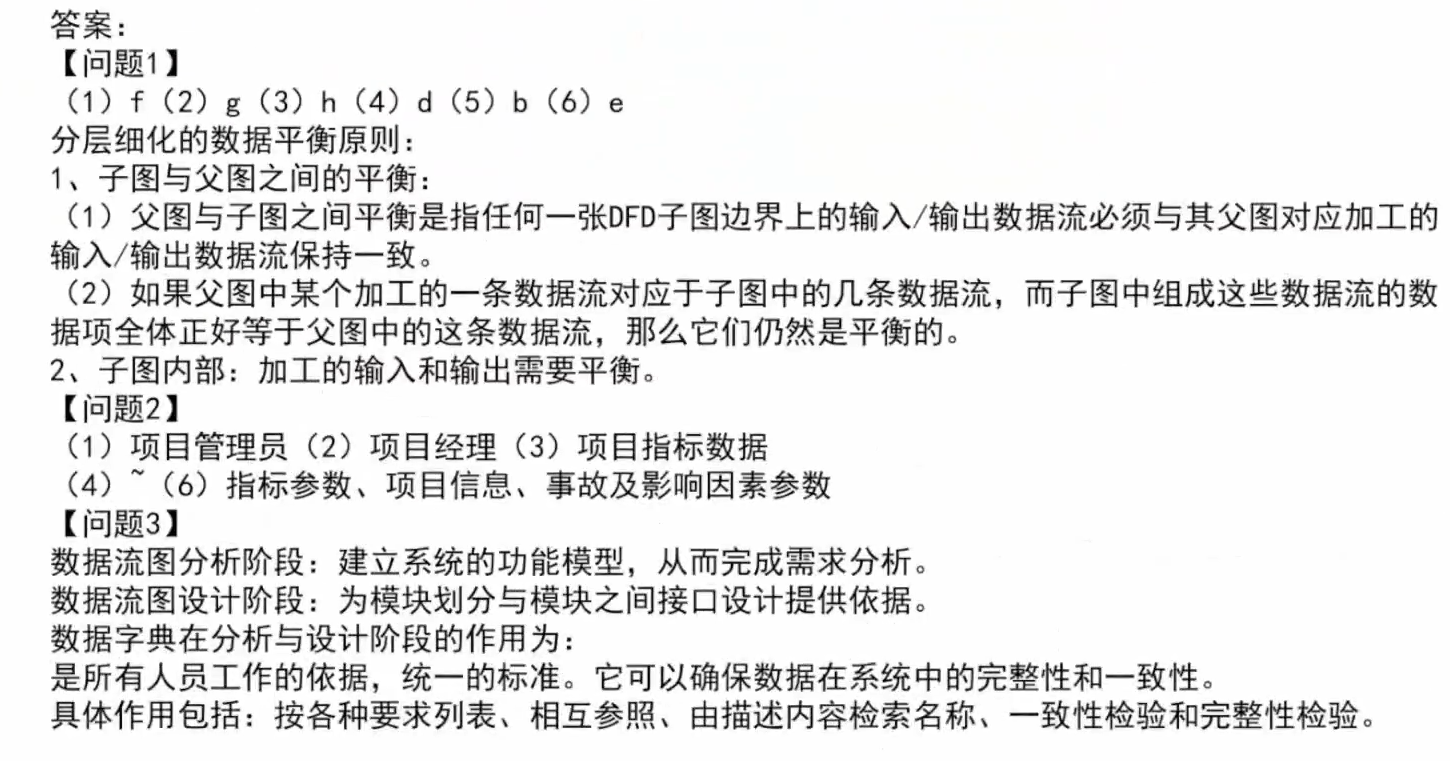 答案：
【问题1】
（1）f（2）g（3）h（4）d（5）b（6）e
分层细化的数据平衡原则：
1、子图与父图之间的平衡：
（1）父图与子图之间平衡是指任何一张DFD子图边界上的输入/输出数据流必须与其父图对应加工的
输入/输出数据流保持一致。
（2）如果父图中某个加工的一条数据流对应于子图中的几条数据流，而子图中组成这些数据流的数
据项全体正好等于父图中的这条数据流，那么它们仍然是平衡的。
2、子图内部：加工的输入和输出需要平衡。
【问题2】
（1）项目管理员（2）项目经理（3）项目指标数据
（4）~（6）指标参数、项目信息、事故及影响因素参数
【问题3】
数据流图分析阶段：建立系统的功能模型，从而完成需求分析。
数据流图设计阶段：为模块划分与模块之间接口设计提供依据。
数据字典在分析与设计阶段的作用为：
是所有人员工作的依据，统一的标准。它可以确保数据在系统中的完整性和一致性。
具体作用包括：按各种要求列表、相互参照、由描述内容检索名称、一致性检验和完整性检验。